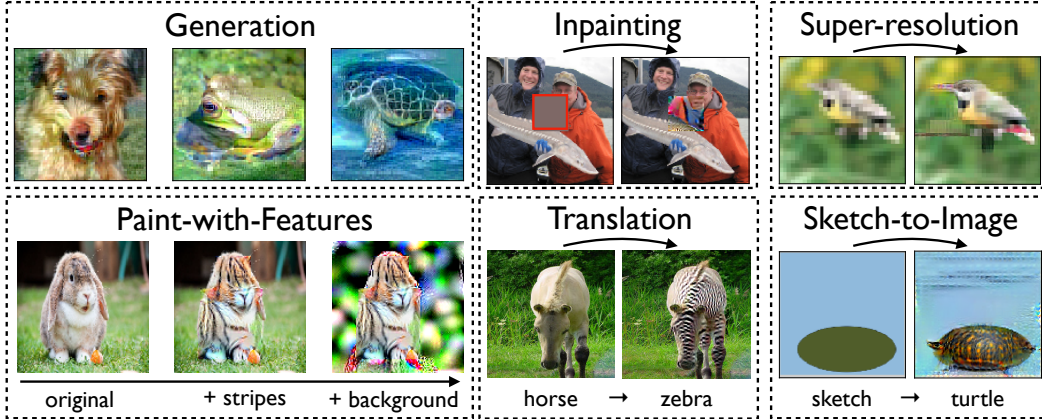 Generation
Inpainting
Super-resolution
Paint-with-Features
Translation
Sketch-to-Image
original
+ stripes
+ background
horse → zebra
sketch → turtle